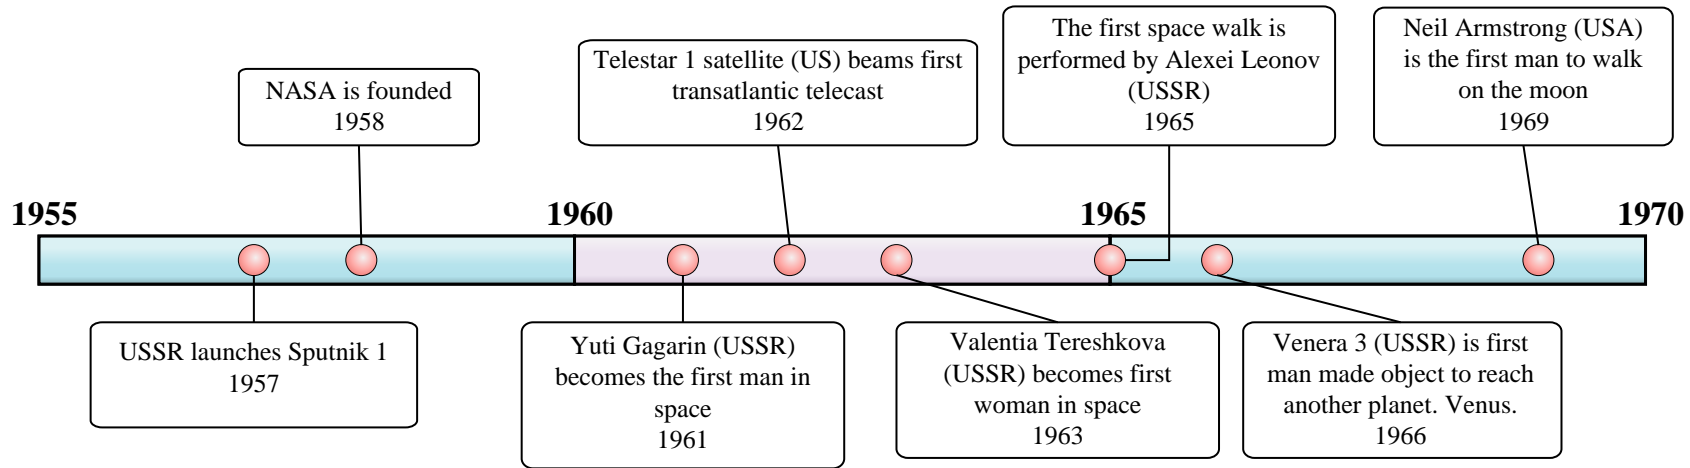 NASA is founded
1958
Telestar 1 satellite (US) beams first
transatlantic telecast
1962
The first space walk is
performed by Alexei Leonov
(USSR)
1965
Neil Armstrong (USA)
is the first man to walk
on the moon
1969
1955
1960
1965
1970
USSR launches Sputnik 1
1957
Yuti Gagarin (USSR)
becomes the first man in
space
1961
Valentia Tereshkova
(USSR) becomes first
woman in space
1963
Venera 3 (USSR) is first
man made object to reach
another planet. Venus.
1966